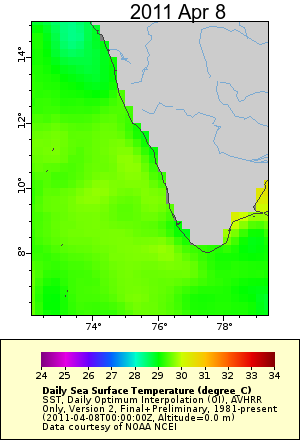 2011 Apr 8
14°
12°
10°
8°
74° 76° 78°
24 25 26 27 28 29 30 31 32 33 34
Daily Sea Surface Temperature (degree_C)
SST, Daily Optimum Interpolation (OI), AVHRR
Only, Version 2, Final+Preliminary, 1981-present
(2011-04-08T00:00:00Z, Altitude=0.0 m)
Data courtesy of NOAA NCEI